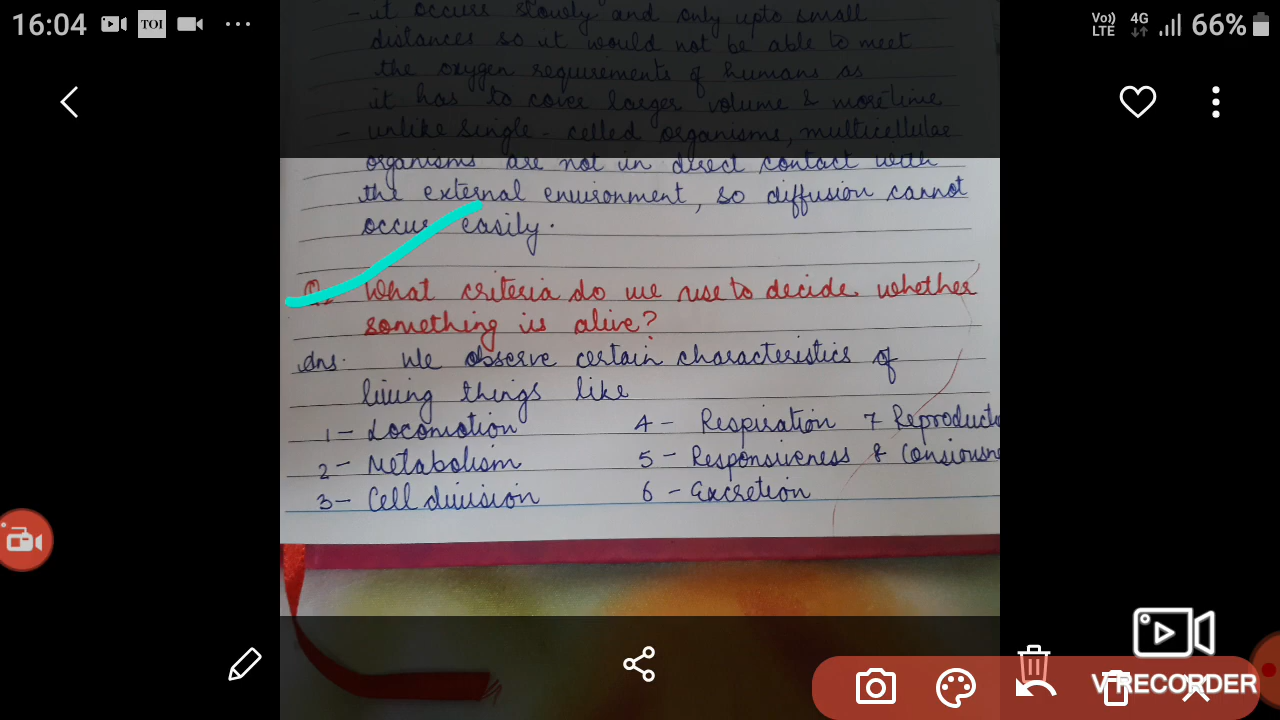 16:04 TOI ... Vo)) LTE 4G 66%
- it occurs slously and only upto small
distances so it would not be able to meet
the oxygen requirements of humans as
it has to cover larger volume & more time
- unlike single-celled organisms, multicellular
organisms are not in direct contact with
the external environment, so diffusion cannot
occur easily.
Q. What criteria do we use to decide whether
something is alive?
Ans. We observe certain characteristics of
living things like
1- Locomotion 4- Respiration 7 Reproducti
2- Metabolism 5- Responsiveness & Consiousne
3- Cell division 6- Excretion
V RECORDER